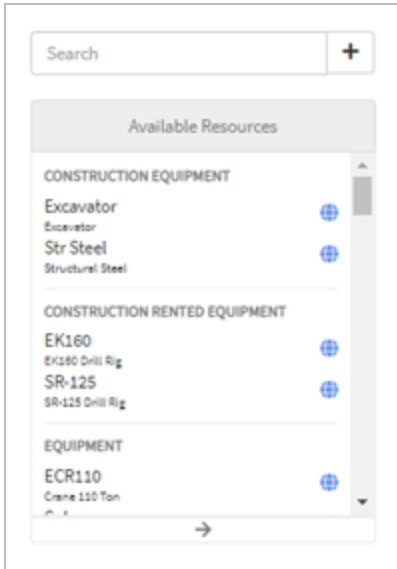 Search
+
Available Resources
CONSTRUCTION EQUIPMENT
Excavator
Excavator
Str Steel
Structural Steel
CONSTRUCTION RENTED EQUIPMENT
EK160
EK160 Drill Rig
SR-125
SR-125 Drill Rig
EQUIPMENT
ECR110
Crane 110 Ton